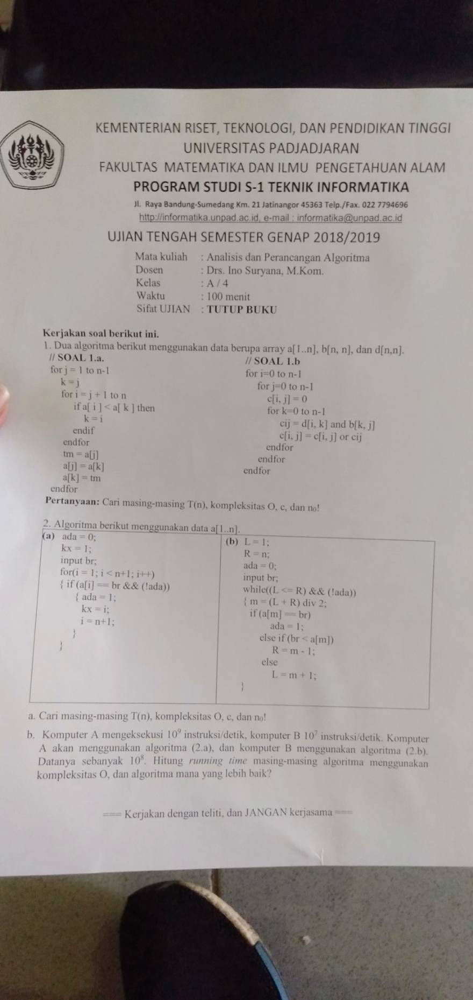 KEMENTERIAN RISET, TEKNOLOGI, DAN PENDIDIKAN TINGGI
UNIVERSITAS PADJADJARAN
FAKULTAS MATEMATIKA DAN ILMU PENGETAHUAN ALAM
PROGRAM STUDI S-1 TEKNIK INFORMATIKA
Jl. Raya Bandung-Sumedang Km. 21 Jatinangor 45363 Telp./Fax. 022 7794696
http://informatika.unpad.ac.id, e-mail : informatika@unpad.ac.id
UJIAN TENGAH SEMESTER GENAP 2018/2019
Mata kuliah : Analisis dan Perancangan Algoritma
Dosen : Drs. Ino Suryana, M.Kom.
Kelas : A / 4
Waktu : 100 menit
Sifat UJIAN : TUTUP BUKU
Kerjakan soal berikut ini.
1. Dua algoritma berikut menggunakan data berupa array a[1..n], b[n, n], dan d[n,n].
// SOAL 1.a.
for j = 1 to n-1
k = j
for i = j + 1 to n
if a[ i ] < a[ k ] then
k = i
endif
endfor
tm = a[j]
a[j] = a[k]
a[k] = tm
endfor
// SOAL 1.b
for i=0 to n-1
for j=0 to n-1
c[i, j] = 0
for k=0 to n-1
cij = d[i, k] and b[k, j]
c[i, j] = c[i, j] or cij
endfor
endfor
endfor
Pertanyaan: Cari masing-masing T(n), kompleksitas O, c, dan n₀!
2. Algoritma berikut menggunakan data a[1..n].
(a) ada = 0;
kx = 1;
input br;
for(i = 1; i < n+1; i++)
{ if (a[i] == br && (!ada))
{ ada = 1;
kx = i;
i = n+1;
}
}
(b) L = 1;
R = n;
ada = 0;
input br;
while((L <= R) && (!ada))
{ m = (L + R) div 2;
if (a[m] == br)
ada = 1;
else if (br < a[m])
R = m - 1;
else
L = m + 1;
}
a. Cari masing-masing T(n), kompleksitas O, c, dan n₀!
b. Komputer A mengeksekusi 10⁹ instruksi/detik, komputer B 10⁷ instruksi/detik. Komputer
A akan menggunakan algoritma (2.a), dan komputer B menggunakan algoritma (2.b).
Datanya sebanyak 10⁸. Hitung running time masing-masing algoritma menggunakan
kompleksitas O, dan algoritma mana yang lebih baik?
=== Kerjakan dengan teliti, dan JANGAN kerjasama ===